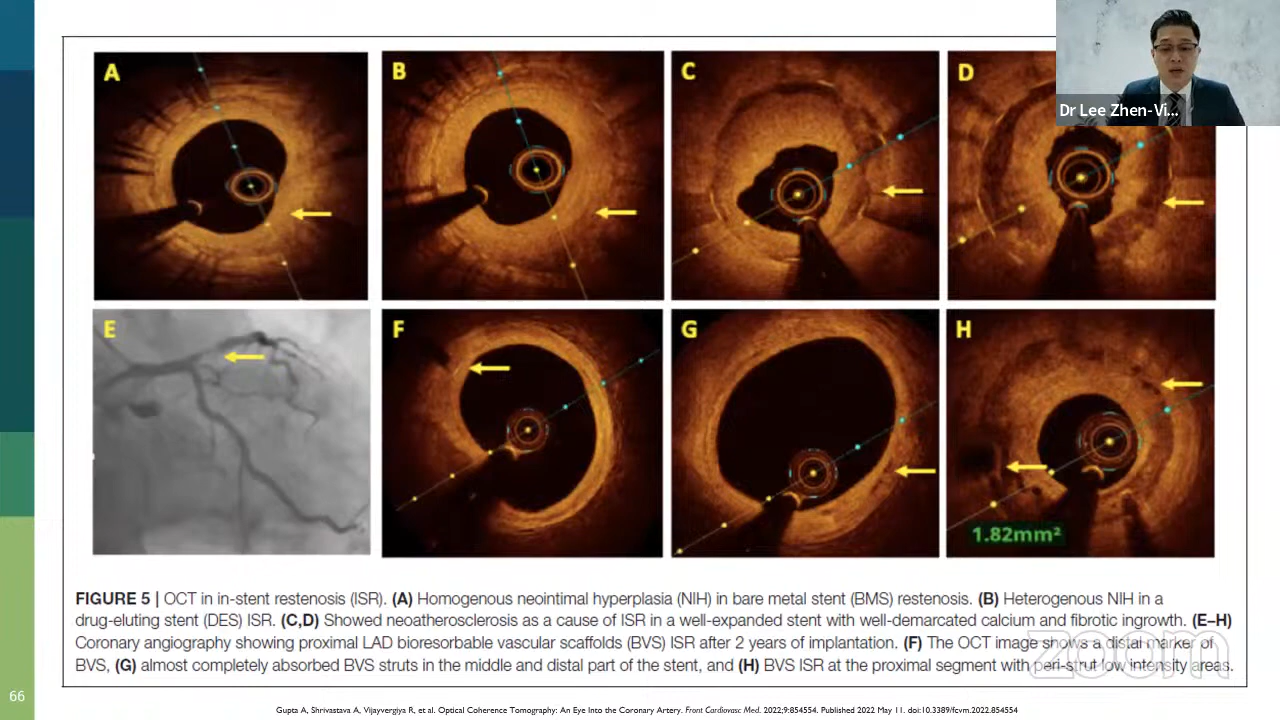 A
B
C
D
Dr Lee Zhen-Vi...
E
F
G
H
1.82mm²
FIGURE 5 | OCT in in-stent restenosis (ISR). (A) Homogenous neointimal hyperplasia (NIH) in bare metal stent (BMS) restenosis. (B) Heterogenous NIH in a
drug-eluting stent (DES) ISR. (C,D) Showed neoatherosclerosis as a cause of ISR in a well-expanded stent with well-demarcated calcium and fibrotic ingrowth. (E–H)
Coronary angiography showing proximal LAD bioresorbable vascular scaffolds (BVS) ISR after 2 years of implantation. (F) The OCT image shows a distal marker of
BVS, (G) almost completely absorbed BVS struts in the middle and distal part of the stent, and (H) BVS ISR at the proximal segment with peri-strut low intensity areas.
zoom
66
Gupta A, Shrivastava A, Vijayvergiya R, et al. Optical Coherence Tomography: An Eye Into the Coronary Artery. Front Cardiovasc Med. 2022;9:854554. Published 2022 May 11. doi:10.3389/fcvm.2022.854554